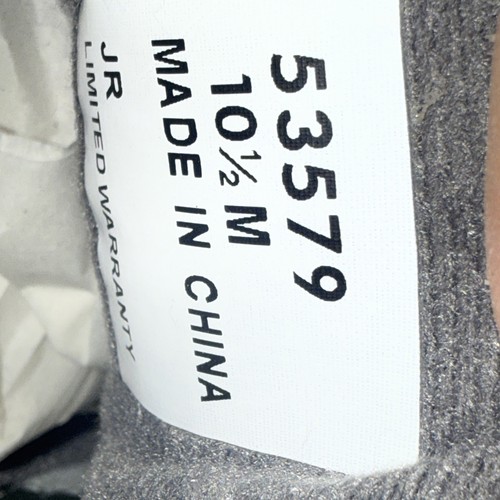 53579
10½ M
MADE IN CHINA
JR
LIMITED WARRANTY